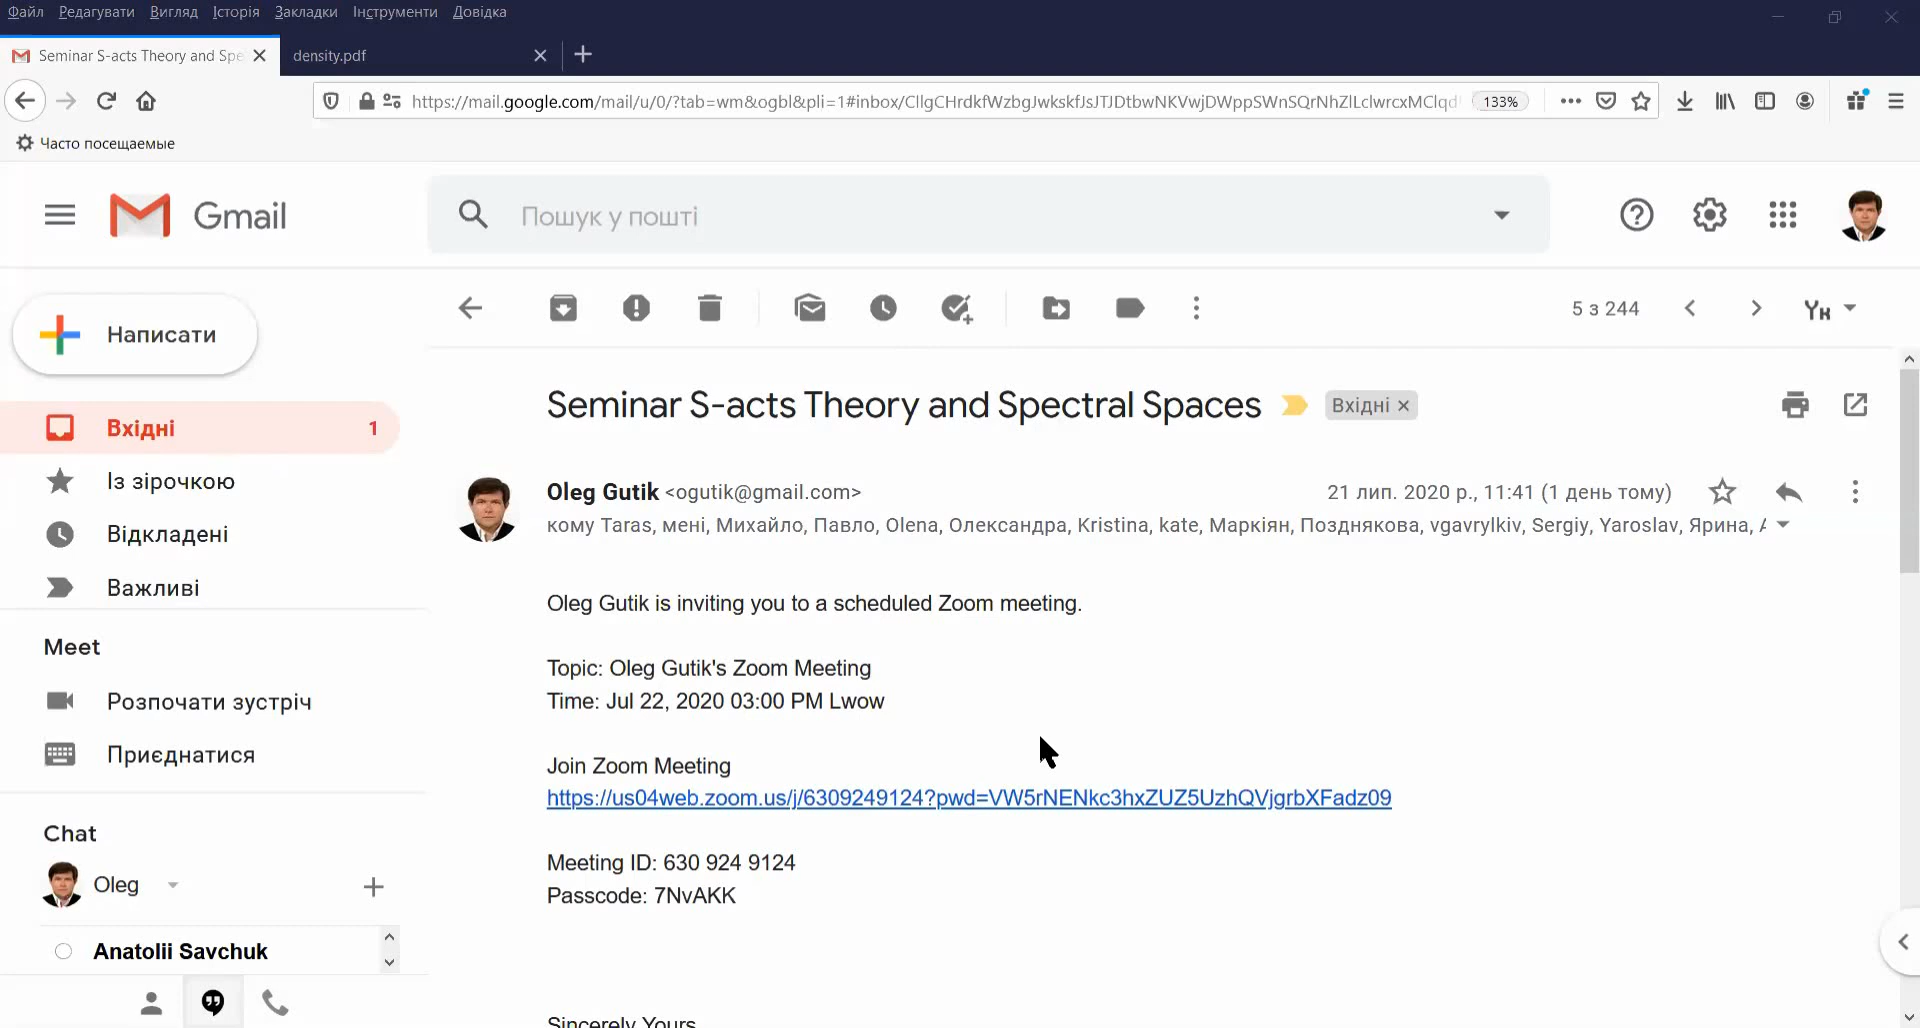 Файл Редагувати Вигляд Історія Закладки Інструменти Довідка
Seminar S-acts Theory and Spe
density.pdf
https://mail.google.com/mail/u/0/?tab=wm&ogbl&pli=1#inbox/
133%
Часто посещаемые
Gmail
Пошук у пошті
Написати
5 з 244
Seminar S-acts Theory and Spectral Spaces
Вхідні ×
Вхідні 1
Із зірочкою
Відкладені
Важливі
Oleg Gutik <ogutik@gmail.com>
21 лип. 2020 р., 11:41 (1 день тому)
кому Taras, мені, Михайло, Павло, Olena, Олександра, Kristina, kate, Маркіян, Позднякова, vgavrylkiv, Sergiy, Yaroslav, Ярина,
Oleg Gutik is inviting you to a scheduled Zoom meeting.
Topic: Oleg Gutik's Zoom Meeting
Time: Jul 22, 2020 03:00 PM Lwow
Join Zoom Meeting
https://us04web.zoom.us/j/6309249124?pwd=VW5rNENkc3hxZUZ5UzhQVjgrbXFadz09
Meeting ID: 630 924 9124
Passcode: 7NvAKK
Sincerely Yours
Meet
Розпочати зустріч
Приєднатися
Chat
Oleg
Anatolii Savchuk